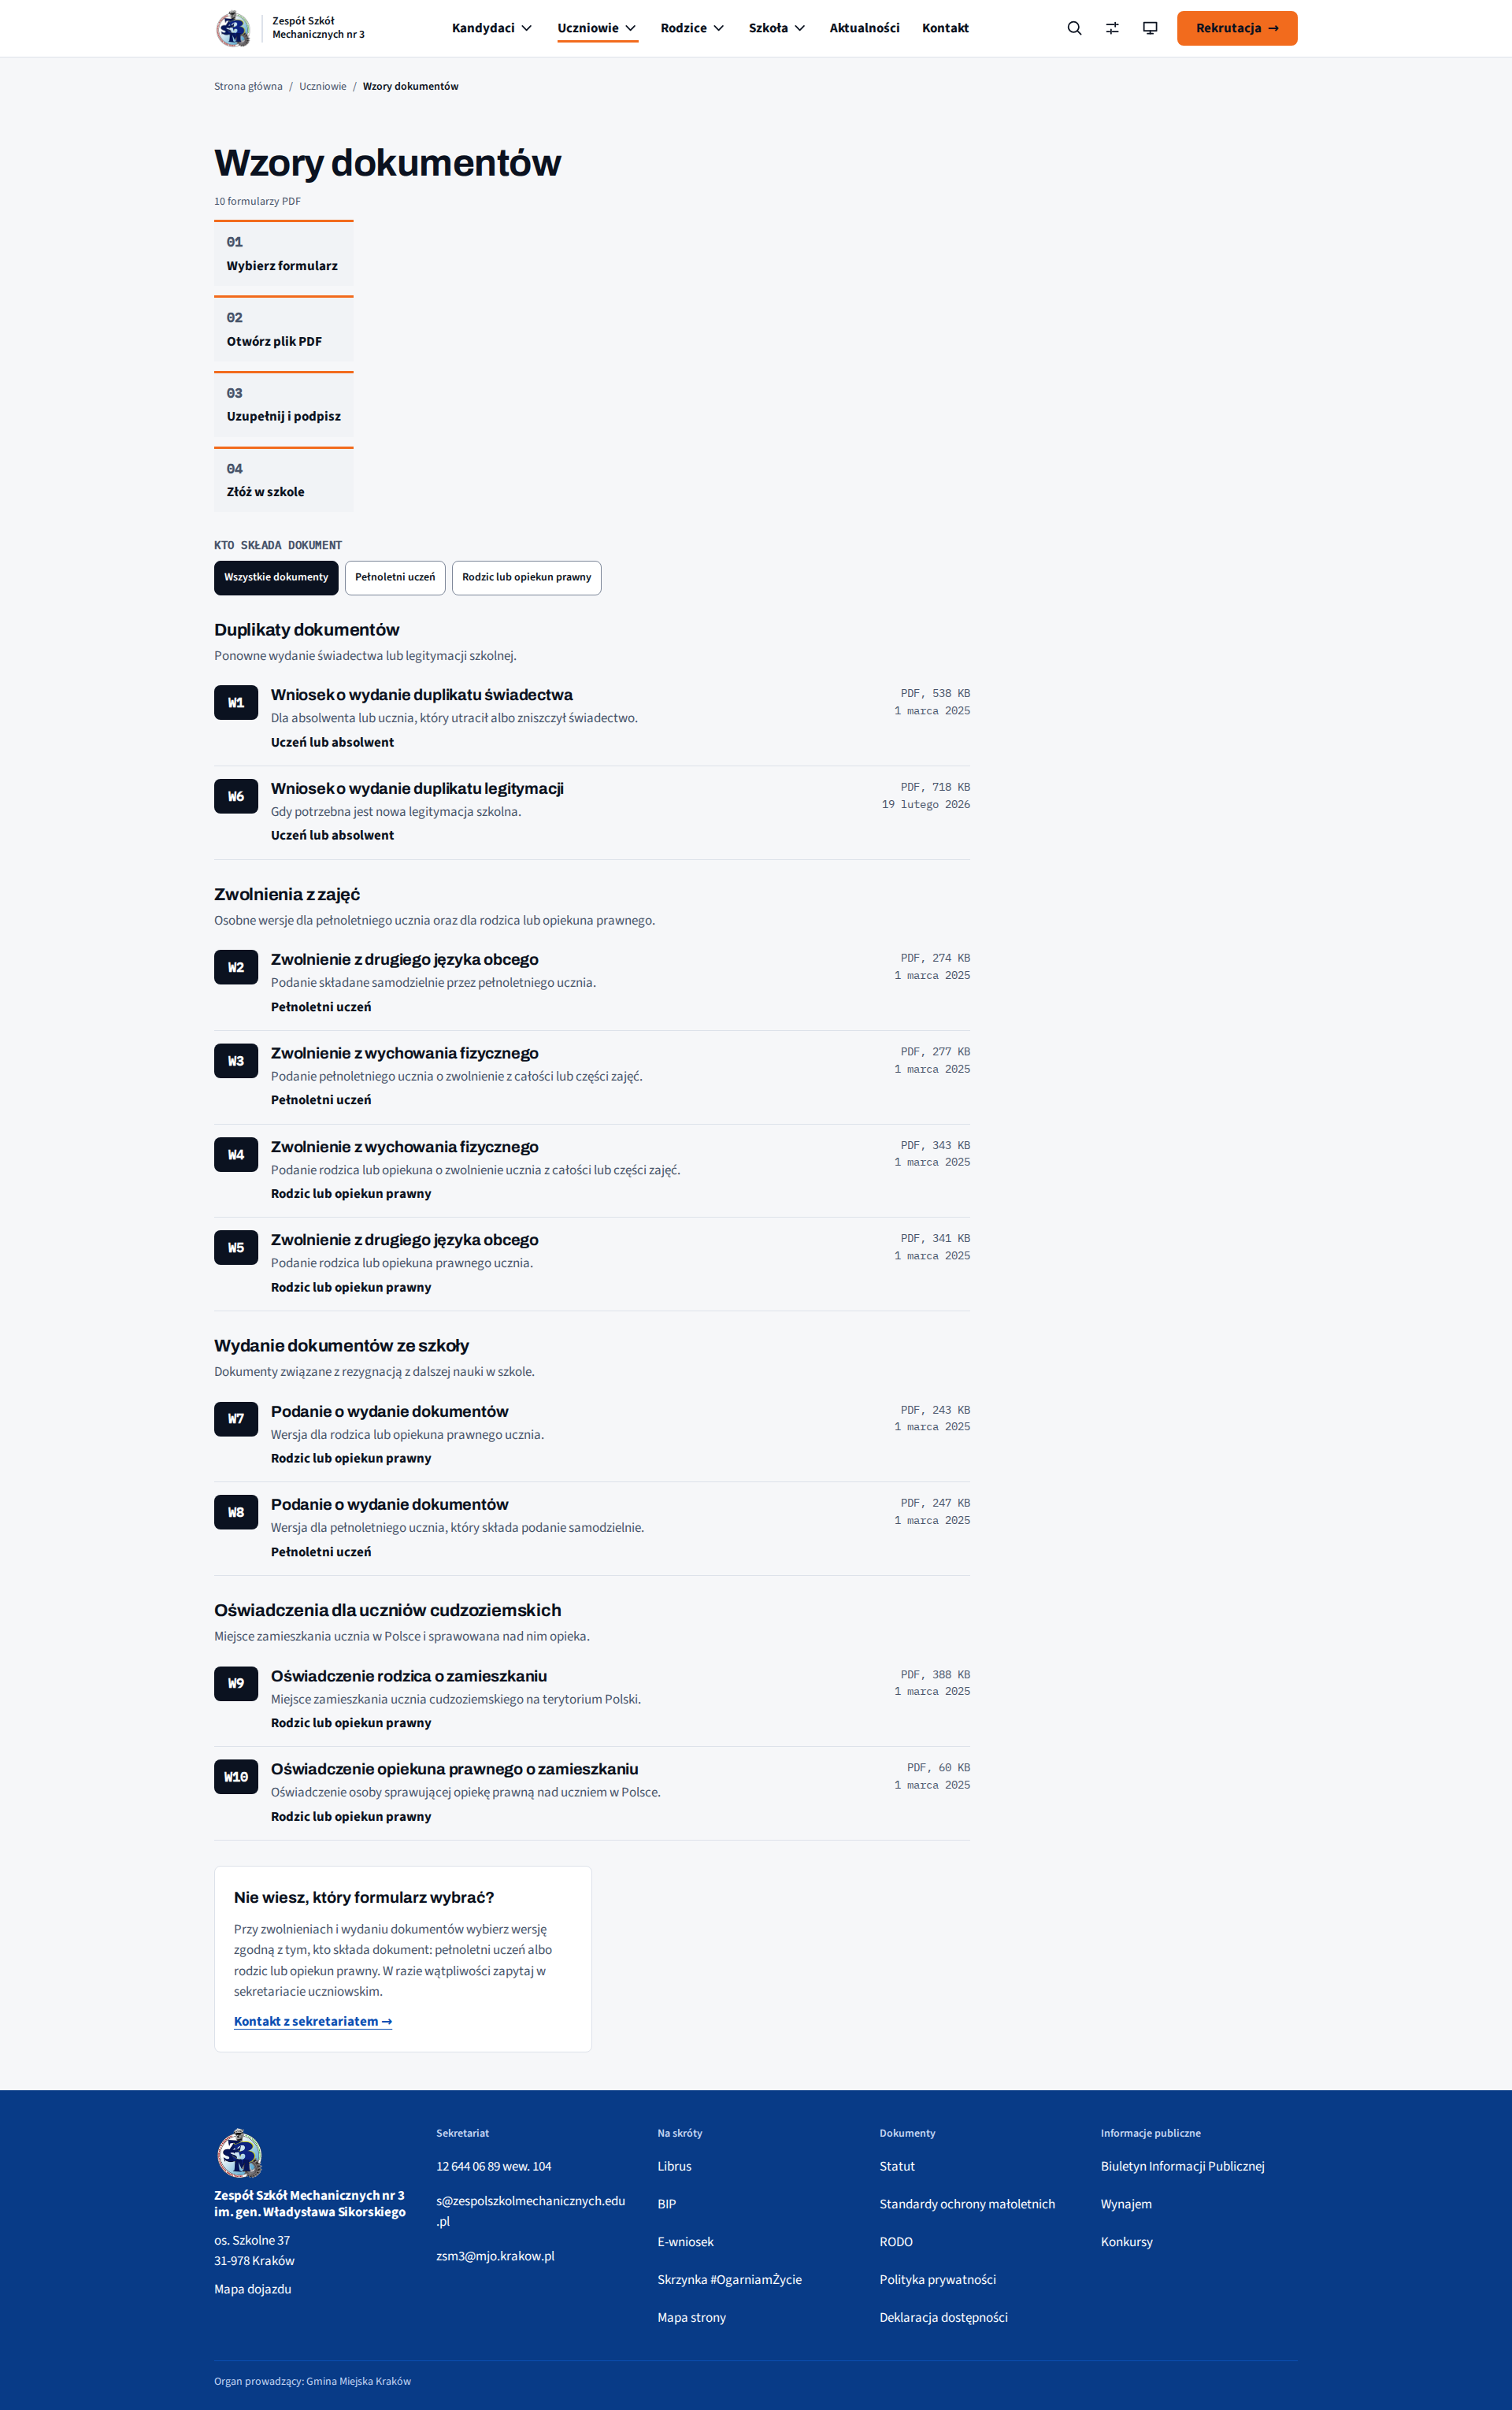 Zespół Szkół
Mechanicznych nr 3
Kandydaci
Uczniowie
Rodzice
Szkoła
Aktualności
Kontakt
Rekrutacja →
Strona główna / Uczniowie / Wzory dokumentów
Wzory dokumentów
10 formularzy PDF
01
Wybierz formularz
02
Otwórz plik PDF
03
Uzupełnij i podpisz
04
Złóż w szkole
KTO SKŁADA DOKUMENT
Wszystkie dokumenty
Pełnoletni uczeń
Rodzic lub opiekun prawny
Duplikaty dokumentów
Ponowne wydanie świadectwa lub legitymacji szkolnej.
W1
Wniosek o wydanie duplikatu świadectwa
Dla absolwenta lub ucznia, który utracił albo zniszczył świadectwo.
Uczeń lub absolwent
PDF, 538 KB
1 marca 2025
W6
Wniosek o wydanie duplikatu legitymacji
Gdy potrzebna jest nowa legitymacja szkolna.
Uczeń lub absolwent
PDF, 718 KB
19 lutego 2026
Zwolnienia z zajęć
Osobne wersje dla pełnoletniego ucznia oraz dla rodzica lub opiekuna prawnego.
W2
Zwolnienie z drugiego języka obcego
Podanie składane samodzielnie przez pełnoletniego ucznia.
Pełnoletni uczeń
PDF, 274 KB
1 marca 2025
W3
Zwolnienie z wychowania fizycznego
Podanie pełnoletniego ucznia o zwolnienie z całości lub części zajęć.
Pełnoletni uczeń
PDF, 277 KB
1 marca 2025
W4
Zwolnienie z wychowania fizycznego
Podanie rodzica lub opiekuna o zwolnienie ucznia z całości lub części zajęć.
Rodzic lub opiekun prawny
PDF, 343 KB
1 marca 2025
W5
Zwolnienie z drugiego języka obcego
Podanie rodzica lub opiekuna prawnego ucznia.
Rodzic lub opiekun prawny
PDF, 341 KB
1 marca 2025
Wydanie dokumentów ze szkoły
Dokumenty związane z rezygnacją z dalszej nauki w szkole.
W7
Podanie o wydanie dokumentów
Wersja dla rodzica lub opiekuna prawnego ucznia.
Rodzic lub opiekun prawny
PDF, 243 KB
1 marca 2025
W8
Podanie o wydanie dokumentów
Wersja dla pełnoletniego ucznia, który składa podanie samodzielnie.
Pełnoletni uczeń
PDF, 247 KB
1 marca 2025
Oświadczenia dla uczniów cudzoziemskich
Miejsce zamieszkania ucznia w Polsce i sprawowana nad nim opieka.
W9
Oświadczenie rodzica o zamieszkaniu
Miejsce zamieszkania ucznia cudzoziemskiego na terytorium Polski.
Rodzic lub opiekun prawny
PDF, 388 KB
1 marca 2025
W10
Oświadczenie opiekuna prawnego o zamieszkaniu
Oświadczenie osoby sprawującej opiekę prawną nad uczniem w Polsce.
Rodzic lub opiekun prawny
PDF, 60 KB
1 marca 2025
Nie wiesz, który formularz wybrać?
Przy zwolnieniach i wydaniu dokumentów wybierz wersję
zgodną z tym, kto składa dokument: pełnoletni uczeń albo
rodzic lub opiekun prawny. W razie wątpliwości zapytaj w
sekretariacie uczniowskim.
Kontakt z sekretariatem →
Zespół Szkół Mechanicznych nr 3
im. gen. Władysława Sikorskiego
os. Szkolne 37
31-978 Kraków
Mapa dojazdu
Sekretariat
12 644 06 89 wew. 104
s@zespolszkolmechanicznych.edu
.pl
zsm3@mjo.krakow.pl
Na skróty
Librus
BIP
E-wniosek
Skrzynka #OgarniamŻycie
Mapa strony
Dokumenty
Statut
Standardy ochrony małoletnich
RODO
Polityka prywatności
Deklaracja dostępności
Informacje publiczne
Biuletyn Informacji Publicznej
Wynajem
Konkursy
Organ prowadzący: Gmina Miejska Kraków